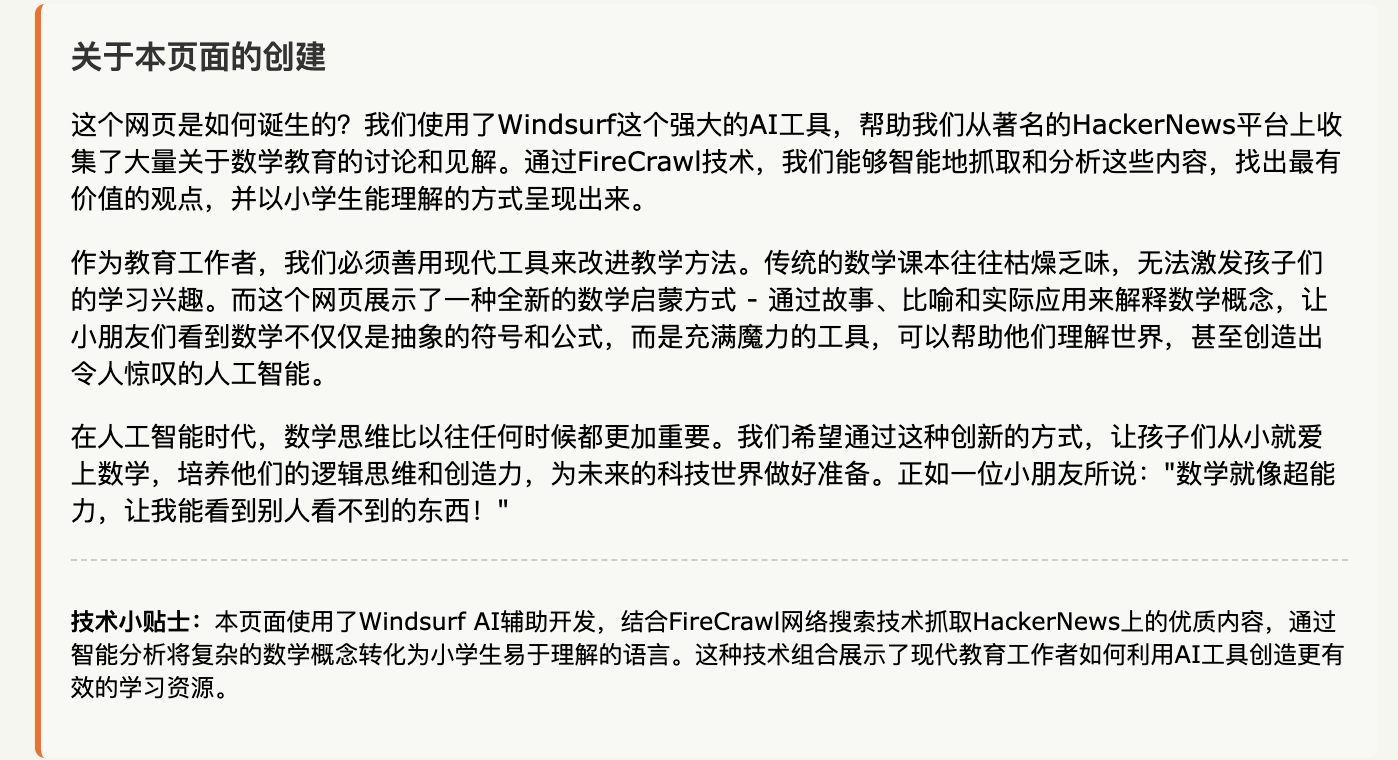 关于本页面的创建
这个网页是如何诞生的？我们使用了Windsurf这个强大的AI工具，帮助我们从著名的HackerNews平台上收
集了大量关于数学教育的讨论和见解。通过FireCrawl技术，我们能够智能地抓取和分析这些内容，找出最有
价值的观点，并以小学生能理解的方式呈现出来。
作为教育工作者，我们必须善用现代工具来改进教学方法。传统的数学课本往往枯燥乏味，无法激发孩子们
的学习兴趣。而这个网页展示了一种全新的数学启蒙方式 - 通过故事、比喻和实际应用来解释数学概念，让
小朋友们看到数学不仅仅是抽象的符号和公式，而是充满魔力的工具，可以帮助他们理解世界，甚至创造出
令人惊叹的人工智能。
在人工智能时代，数学思维比以往任何时候都更加重要。我们希望通过这种创新的方式，让孩子们从小就爱
上数学，培养他们的逻辑思维和创造力，为未来的科技世界做好准备。正如一位小朋友所说："数学就像超能
力，让我能看到别人看不到的东西！"
技术小贴士：本页面使用了Windsurf AI辅助开发，结合FireCrawl网络搜索技术抓取HackerNews上的优质内容，通过
智能分析将复杂的数学概念转化为小学生易于理解的语言。这种技术组合展示了现代教育工作者如何利用AI工具创造更有
效的学习资源。